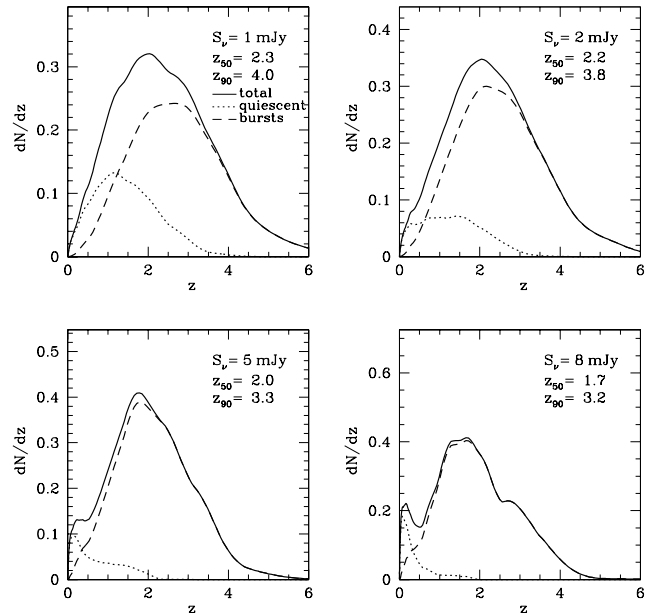 S_ν = 1 mJy
z_50 = 2.3
z_90 = 4.0
total
quiescent
bursts
dN/dz
0.3
0.2
0.1
0
0 2 4 6
z
S_ν = 2 mJy
z_50 = 2.2
z_90 = 3.8
dN/dz
0.4
0.3
0.2
0.1
0
0 2 4 6
z
S_ν = 5 mJy
z_50 = 2.0
z_90 = 3.3
dN/dz
0.5
0.4
0.3
0.2
0.1
0
0 2 4 6
z
S_ν = 8 mJy
z_50 = 1.7
z_90 = 3.2
dN/dz
0.6
0.4
0.2
0
0 2 4 6
z